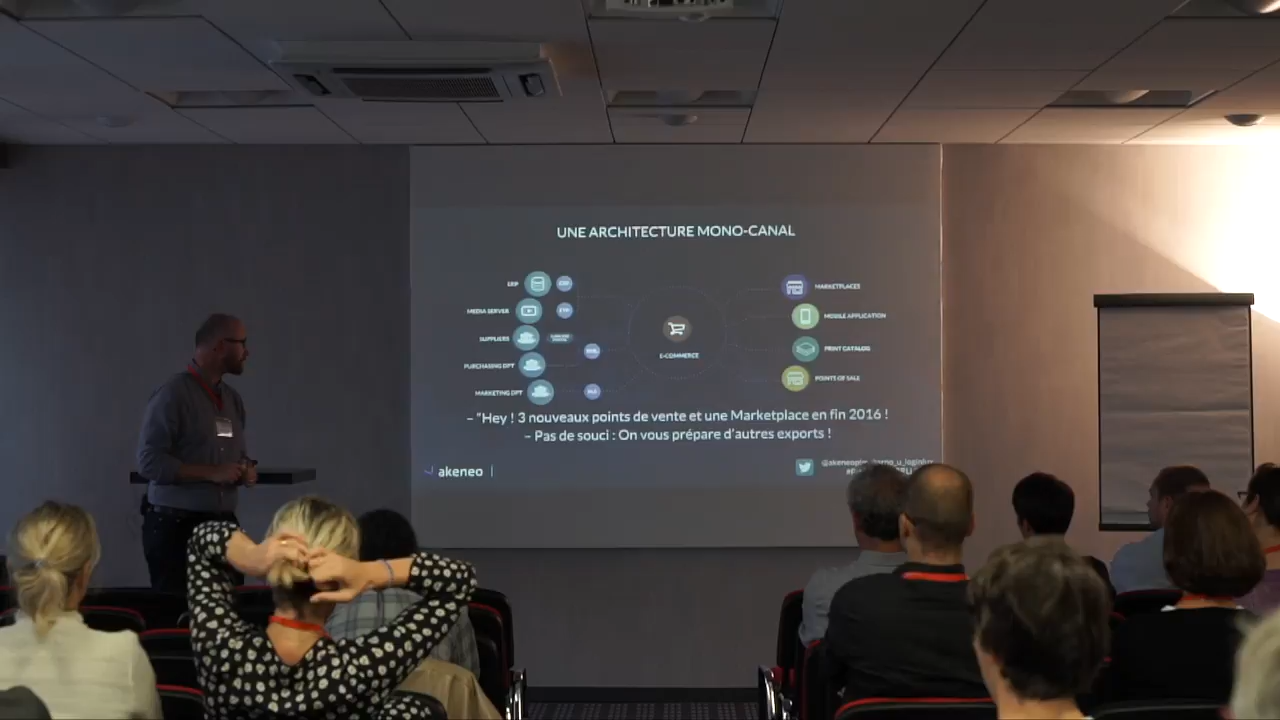 UNE ARCHITECTURE MONO-CANAL
ERP
MEDIA SERVER
SUPPLIERS
PURCHASING DPT
MARKETING DPT
E-COMMERCE
MARKETPLACES
MOBILE APPLICATION
PRINT CATALOG
POINTS OF SALE
– "Hey ! 3 nouveaux points de vente et une Marketplace en fin 2016 !
– Pas de souci : On vous prépare d'autres exports !
akeneo